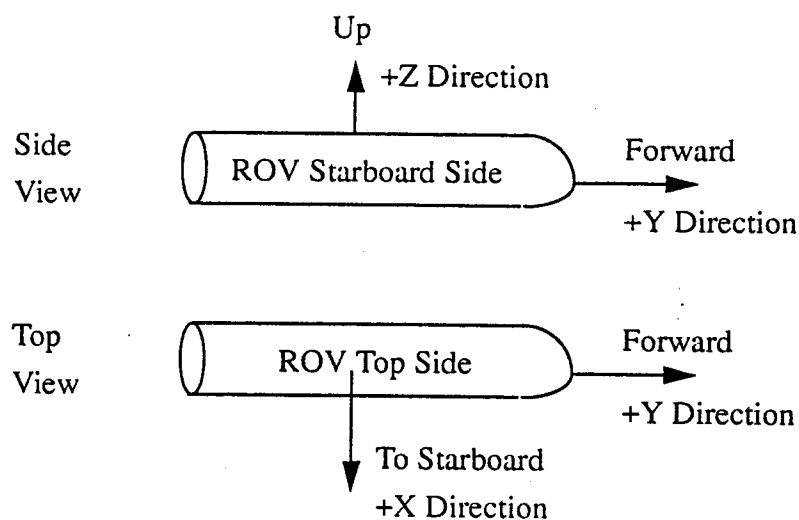 Up
+Z Direction
Side
View
ROV Starboard Side
Forward
+Y Direction
Top
View
ROV Top Side
Forward
+Y Direction
To Starboard
+X Direction